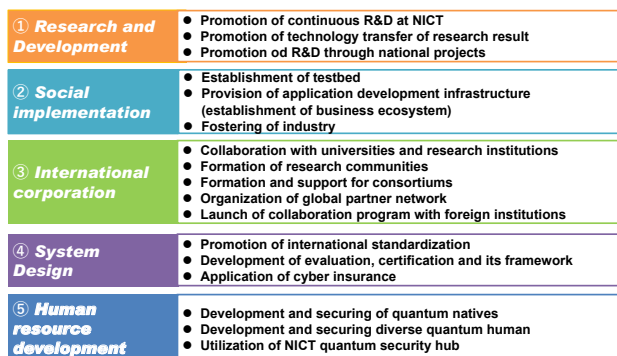 ① Research and
Development
● Promotion of continuous R&D at NICT
● Promotion of technology transfer of research result
● Promotion od R&D through national projects
② Social
implementation
● Establishment of testbed
● Provision of application development infrastructure
(establishment of business ecosystem)
● Fostering of industry
③ International
corporation
● Collaboration with universities and research institutions
● Formation of research communities
● Formation and support for consortiums
● Organization of global partner network
● Launch of collaboration program with foreign institutions
④ System
Design
● Promotion of international standardization
● Development of evaluation, certification and its framework
● Application of cyber insurance
⑤ Human
resource
development
● Development and securing of quantum natives
● Development and securing diverse quantum human
● Utilization of NICT quantum security hub